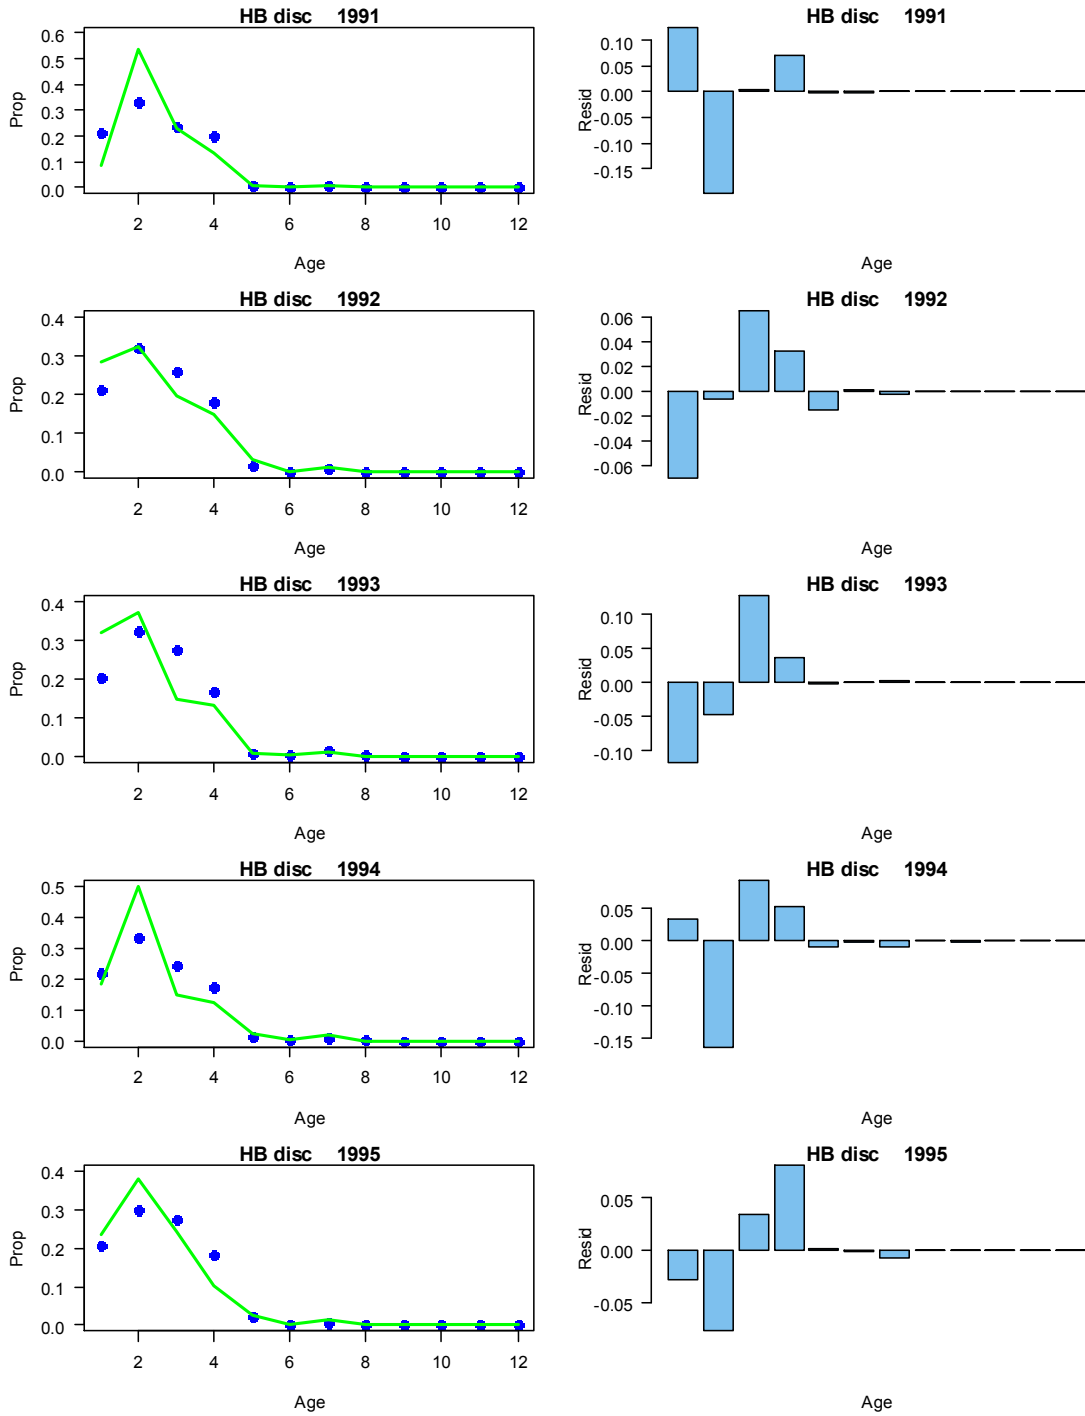 HB disc 1991
0.6
0.5
0.4
0.3
0.2
0.1
0.0
Prop
2 4 6 8 10 12
Age
HB disc 1991
0.10
0.05
0.00
-0.05
-0.10
-0.15
Resid
Age
HB disc 1992
0.4
0.3
0.2
0.1
0.0
Prop
2 4 6 8 10 12
Age
HB disc 1992
0.06
0.04
0.02
0.00
-0.02
-0.04
-0.06
Resid
Age
HB disc 1993
0.4
0.3
0.2
0.1
0.0
Prop
2 4 6 8 10 12
Age
HB disc 1993
0.10
0.05
0.00
-0.05
-0.10
Resid
Age
HB disc 1994
0.5
0.4
0.3
0.2
0.1
0.0
Prop
2 4 6 8 10 12
Age
HB disc 1994
0.05
0.00
-0.05
-0.10
-0.15
Resid
Age
HB disc 1995
0.4
0.3
0.2
0.1
0.0
Prop
2 4 6 8 10 12
Age
HB disc 1995
0.05
0.00
-0.05
Resid
Age